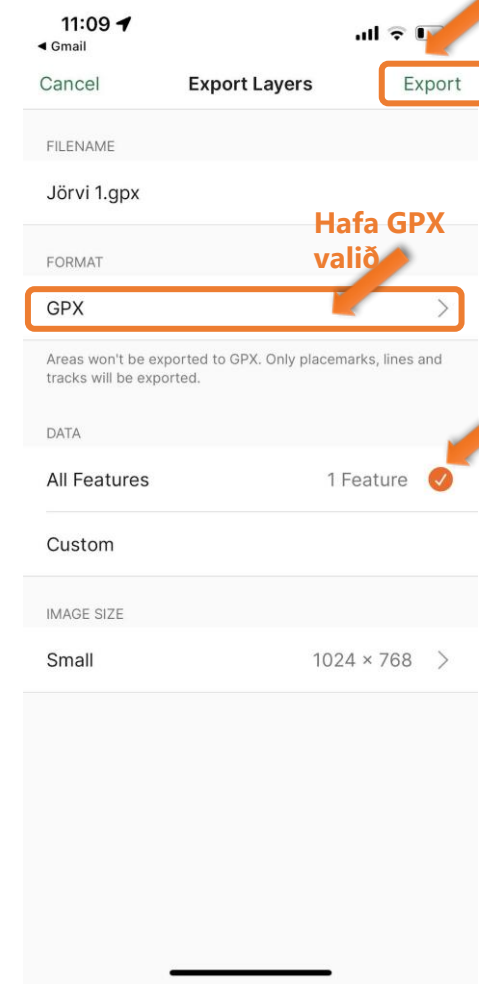 11:09
◀ Gmail
Cancel Export Layers Export
FILENAME
Jörvi 1.gpx
Hafa GPX
valið
FORMAT
GPX
Areas won't be exported to GPX. Only placemarks, lines and
tracks will be exported.
DATA
All Features 1 Feature
Custom
IMAGE SIZE
Small 1024 × 768